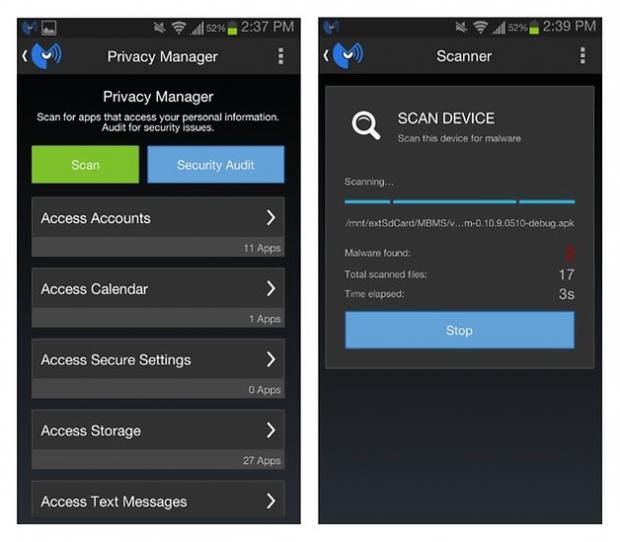 52% 2:37 PM
Privacy Manager
Privacy Manager
Scan for apps that access your personal information.
Audit for security issues.
Scan
Security Audit
Access Accounts
11 Apps
Access Calendar
1 Apps
Access Secure Settings
0 Apps
Access Storage
27 Apps
Access Text Messages
52% 2:39 PM
Scanner
SCAN DEVICE
Scan this device for malware
Scanning...
/mnt/extSdCard/MBMS/v...m-0.10.9.0510-debug.apk
Malware found:
Total scanned files: 17
Time elapsed: 3s
Stop